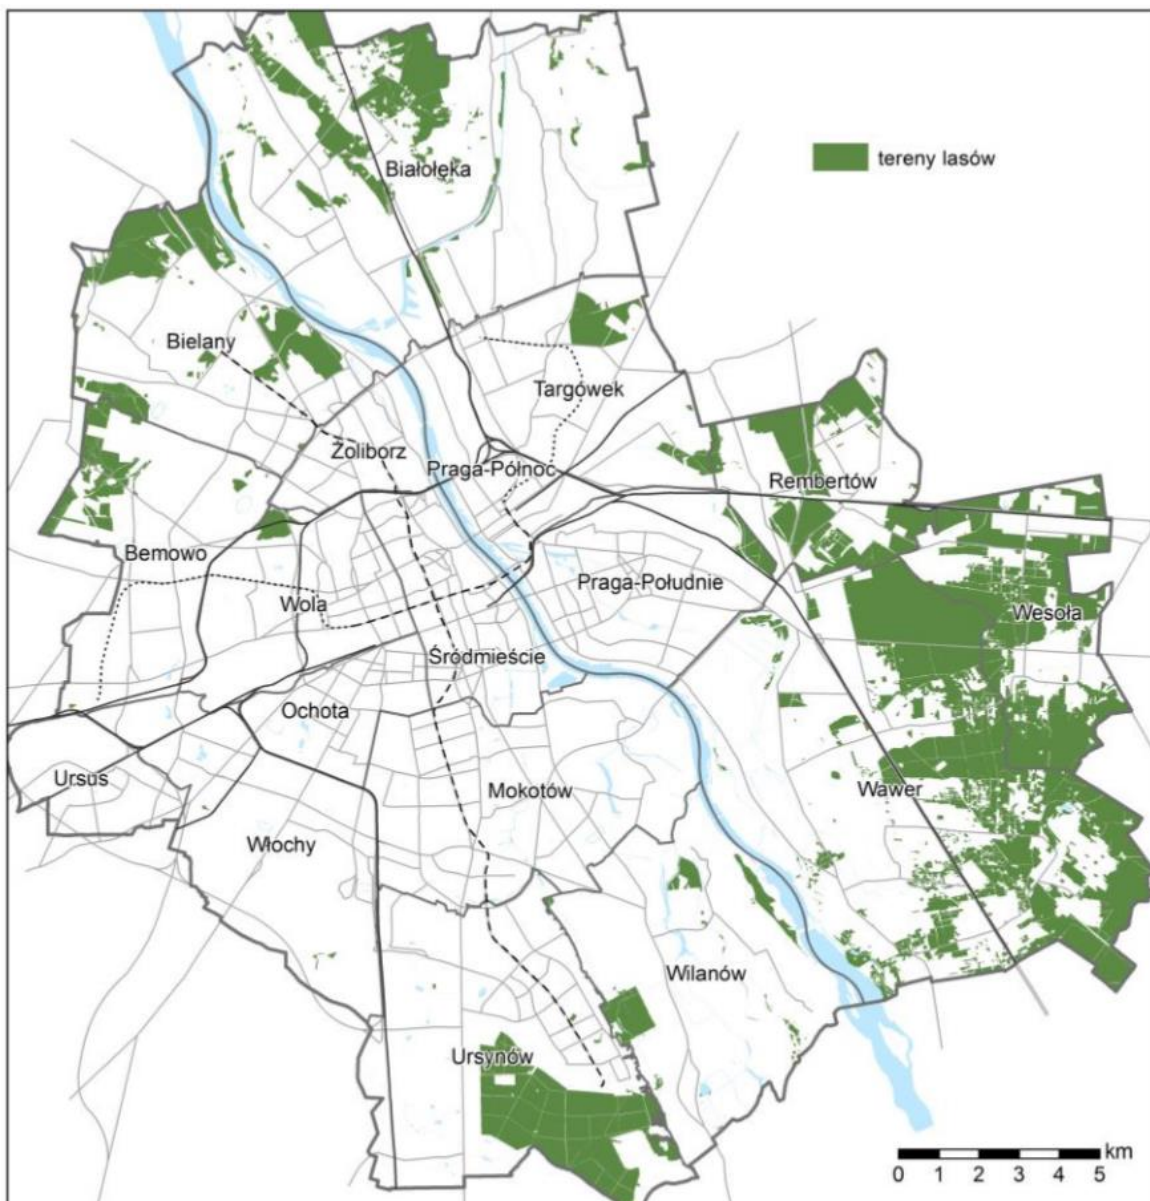 Białołęka
tereny lasów
Bielany
Targówek
Żoliborz
Praga-Północ
Rembertów
Bemowo
Praga-Południe
Wola
Wesoła
Śródmieście
Ochota
Ursus
Mokotów
Wawer
Włochy
Wilanów
Ursynów
km
0 1 2 3 4 5